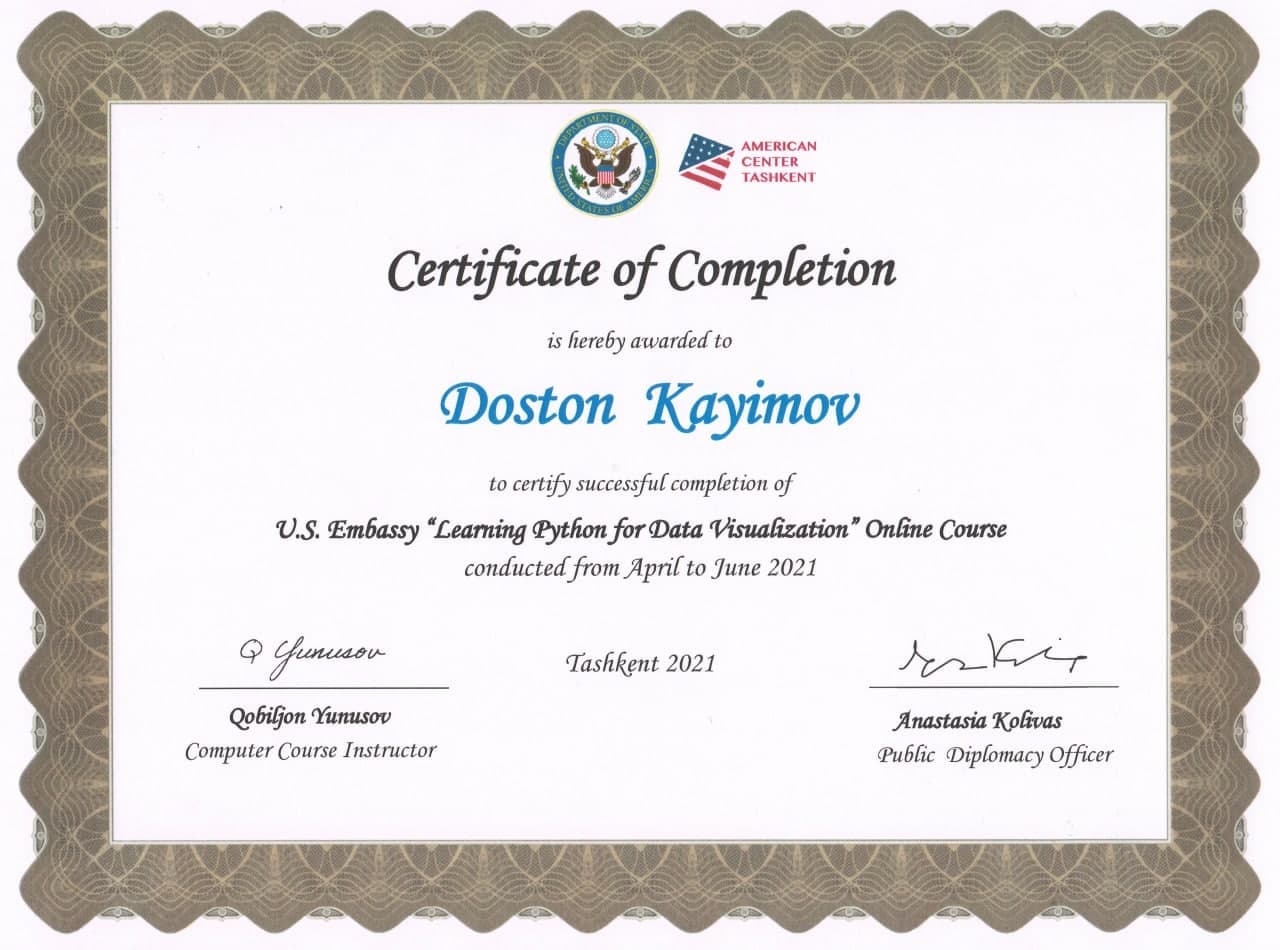 DEPARTMENT OF STATE
UNITED STATES OF AMERICA
AMERICAN
CENTER
TASHKENT
Certificate of Completion
is hereby awarded to
Doston Kayimov
to certify successful completion of
U.S. Embassy “Learning Python for Data Visualization” Online Course
conducted from April to June 2021
Q Yunusov
Tashkent 2021
Qobiljon Yunusov
Anastasia Kolivas
Computer Course Instructor
Public Diplomacy Officer